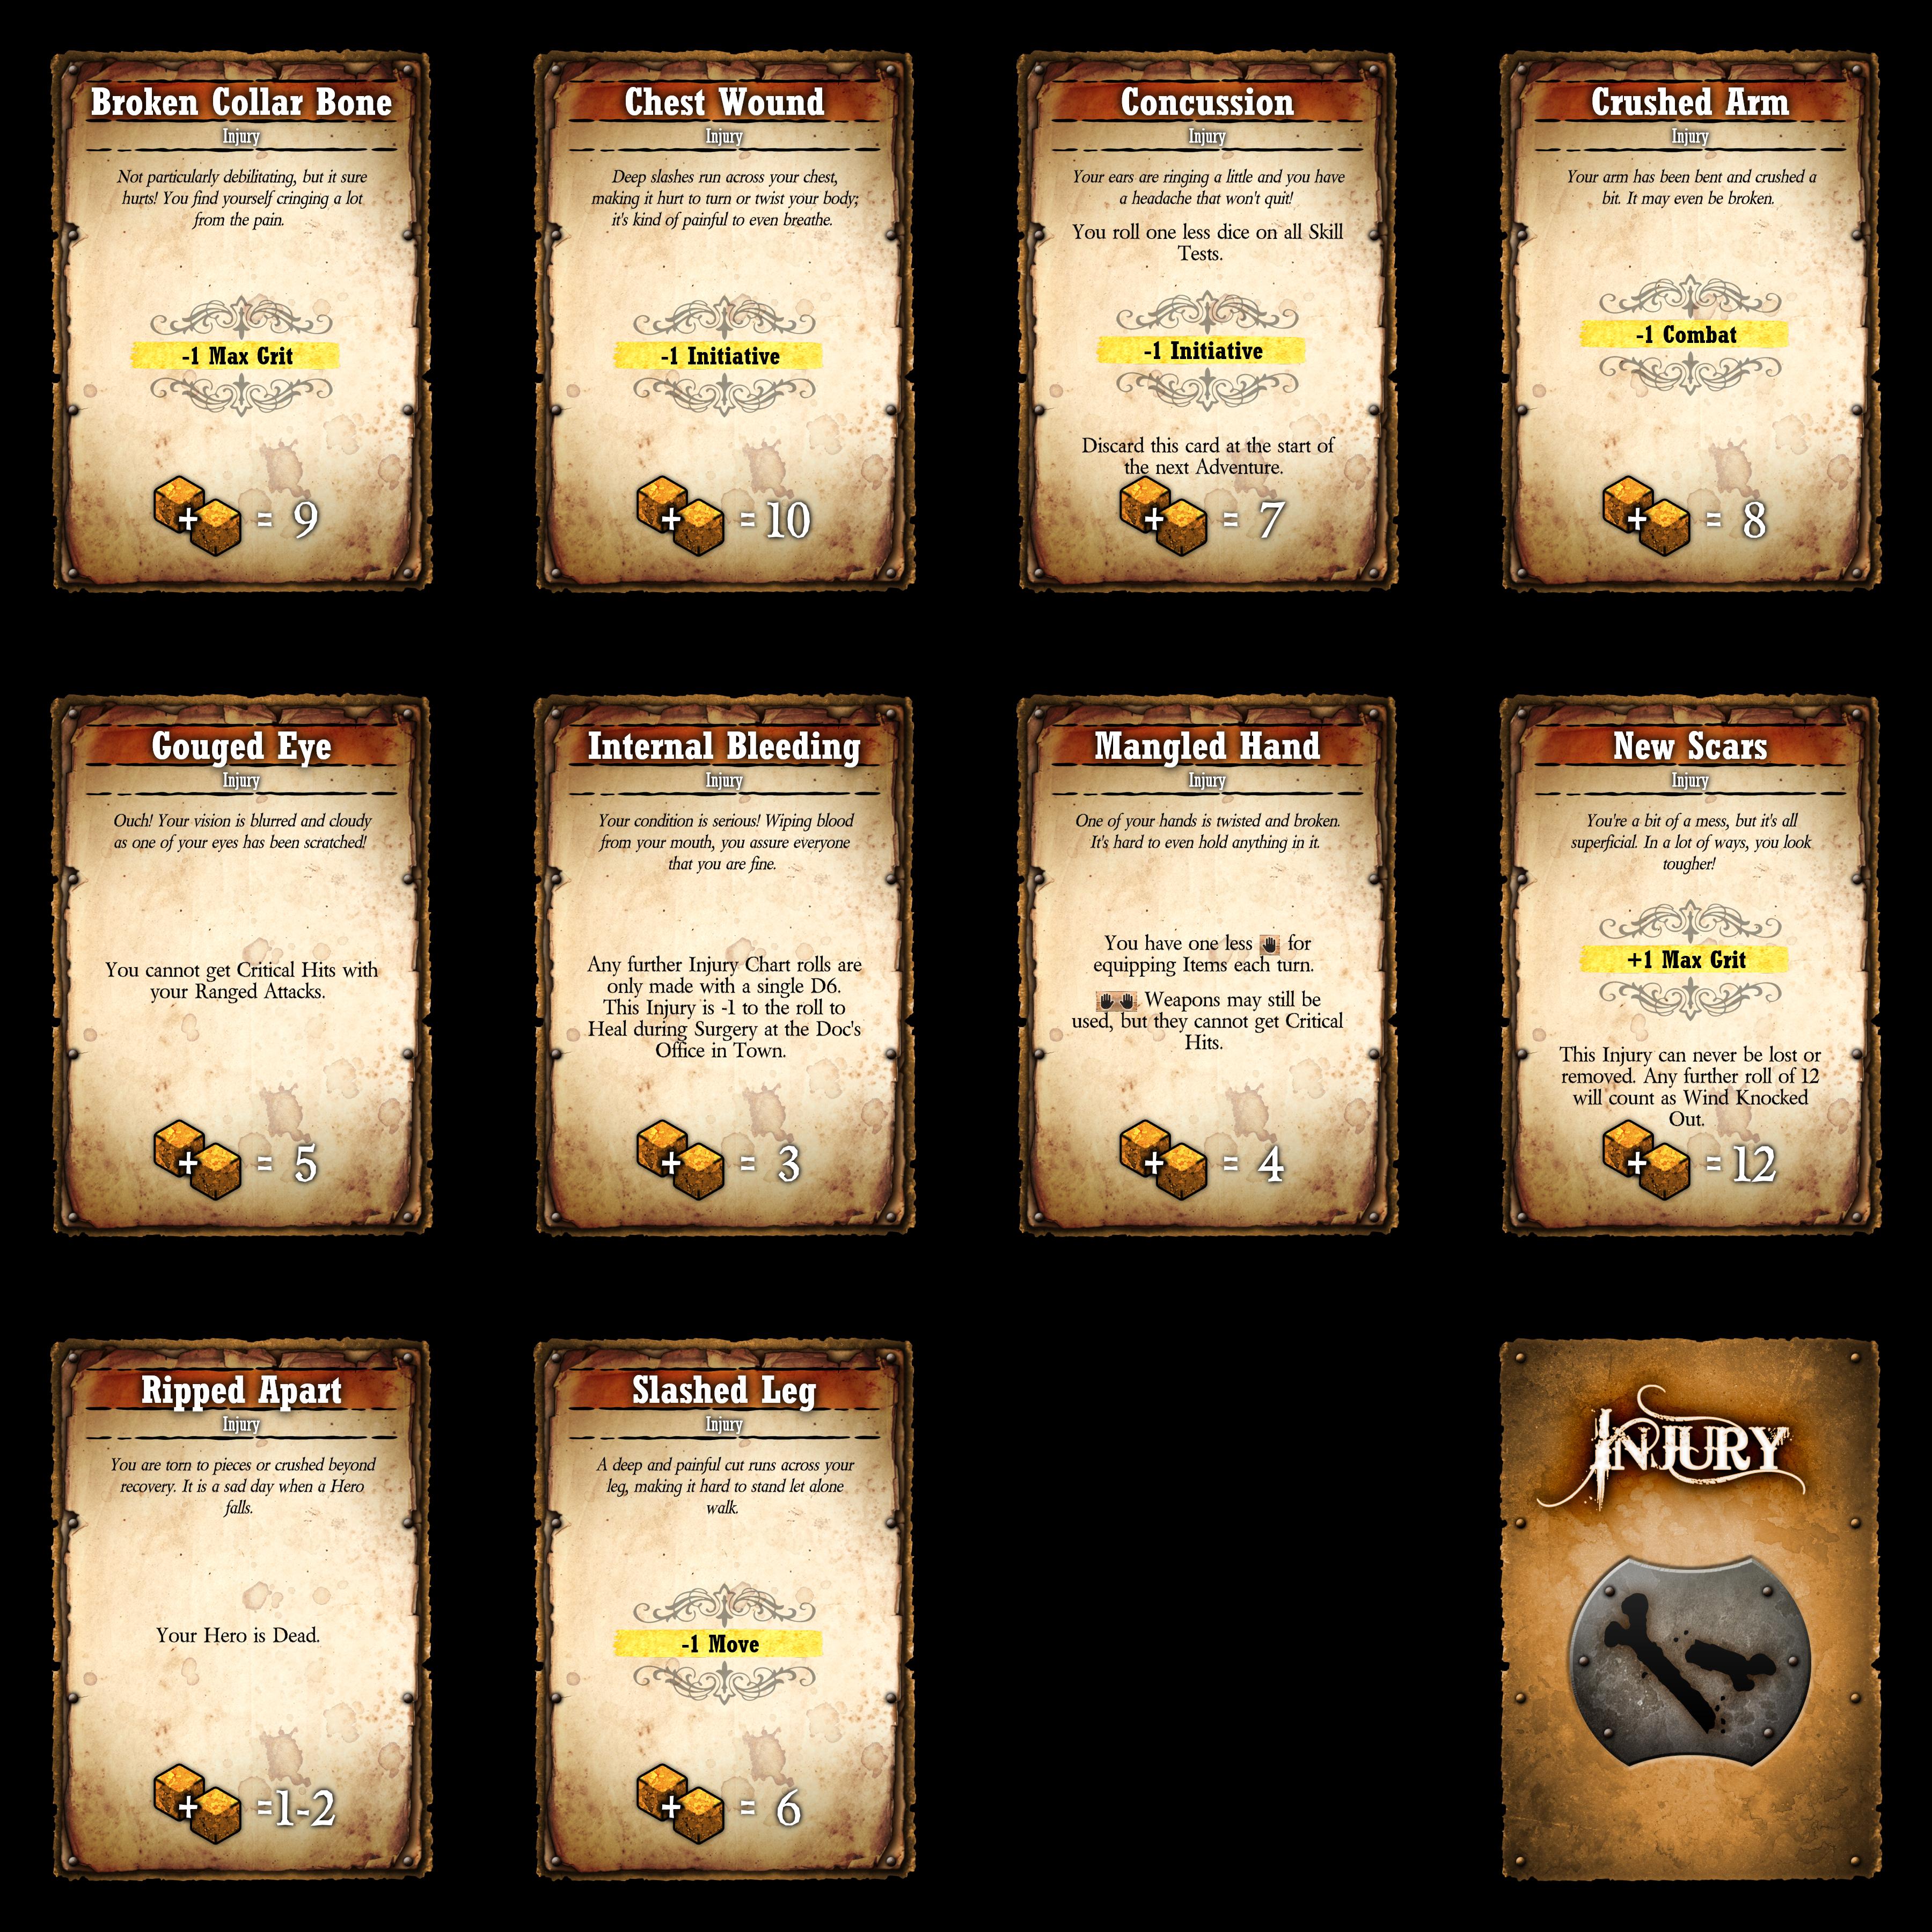 Broken Collar Bone
Injury
Not particularly debilitating, but it sure
hurts! You find yourself cringing a lot
from the pain.
-1 Max Grit
+ = 9
Chest Wound
Injury
Deep slashes run across your chest,
making it hurt to turn or twist your body;
it's kind of painful to even breathe.
-1 Initiative
+ = 10
Concussion
Injury
Your ears are ringing a little and you have
a headache that won't quit!
You roll one less dice on all Skill
Tests.
-1 Initiative
Discard this card at the start of
the next Adventure.
+ = 7
Crushed Arm
Injury
Your arm has been bent and crushed a
bit. It may even be broken.
-1 Combat
+ = 8
Gouged Eye
Injury
Ouch! Your vision is blurred and cloudy
as one of your eyes has been scratched!
You cannot get Critical Hits with
your Ranged Attacks.
+ = 5
Internal Bleeding
Injury
Your condition is serious! Wiping blood
from your mouth, you assure everyone
that you are fine.
Any further Injury Chart rolls are
only made with a single D6.
This Injury is -1 to the roll to
Heal during Surgery at the Doc's
Office in Town.
+ = 3
Mangled Hand
Injury
One of your hands is twisted and broken.
It's hard to even hold anything in it.
You have one less for
equipping Items each turn.
Weapons may still be
used, but they cannot get Critical
Hits.
+ = 4
New Scars
Injury
You're a bit of a mess, but it's all
superficial. In a lot of ways, you look
tougher!
+1 Max Grit
This Injury can never be lost or
removed. Any further roll of 12
will count as Wind Knocked
Out.
+ = 12
Ripped Apart
Injury
You are torn to pieces or crushed beyond
recovery. It is a sad day when a Hero
falls.
Your Hero is Dead.
+ = 1-2
Slashed Leg
Injury
A deep and painful cut runs across your
leg, making it hard to stand let alone
walk.
-1 Move
+ = 6
INJURY